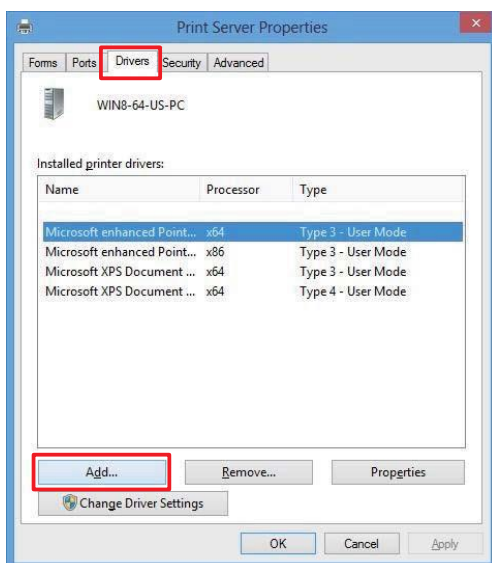 Print Server Properties
Forms Ports Drivers Security Advanced
WIN8-64-US-PC
Installed printer drivers:
Name Processor Type
Microsoft enhanced Point... x64 Type 3 - User Mode
Microsoft enhanced Point... x86 Type 3 - User Mode
Microsoft XPS Document ... x64 Type 3 - User Mode
Microsoft XPS Document ... x64 Type 4 - User Mode
Add... Remove... Properties
Change Driver Settings
OK Cancel Apply